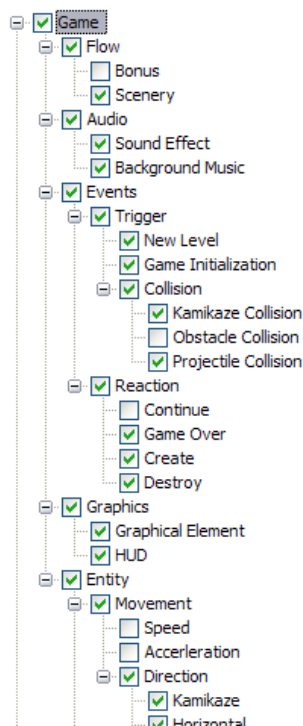 Game
Flow
Bonus
Scenery
Audio
Sound Effect
Background Music
Events
Trigger
New Level
Game Initialization
Collision
Kamikaze Collision
Obstacle Collision
Projectile Collision
Reaction
Continue
Game Over
Create
Destroy
Graphics
Graphical Element
HUD
Entity
Movement
Speed
Accerleration
Direction
Kamikaze
Horizontal